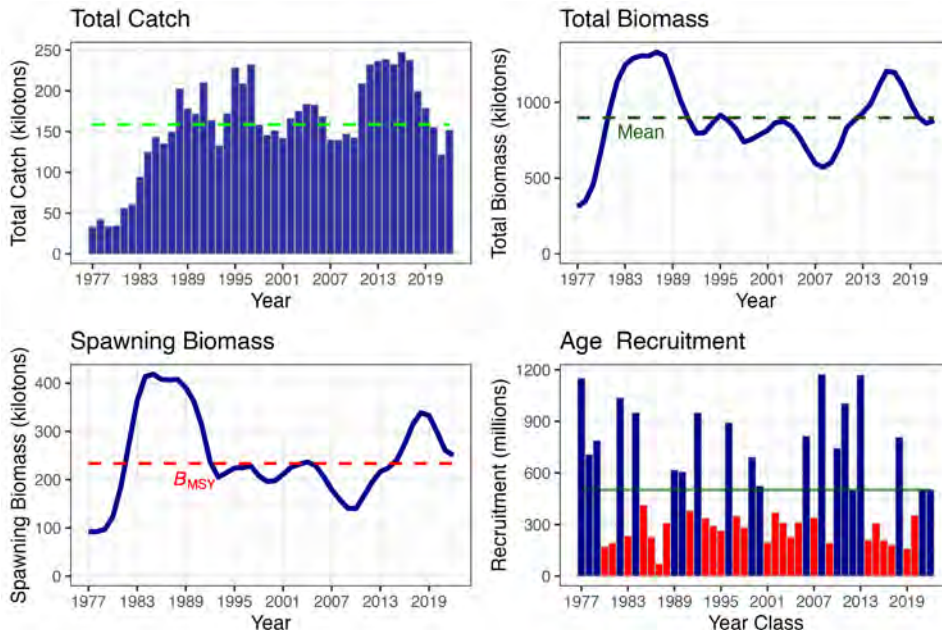 Total Catch
Total Catch (kilotons)
250
200
150
100
50
0
1977 1983 1989 1995 2001 2007 2013 2019
Year
Total Biomass
Total Biomass (kilotons)
1000
500
0
Mean
1977 1983 1989 1995 2001 2007 2013 2019
Year
Spawning Biomass
Spawning Biomass (kilotons)
400
300
200
100
0
BMSY
1977 1983 1989 1995 2001 2007 2013 2019
Year
Age Recruitment
Recruitment (millions)
1200
900
600
300
0
1977 1983 1989 1995 2001 2007 2013 2019
Year Class